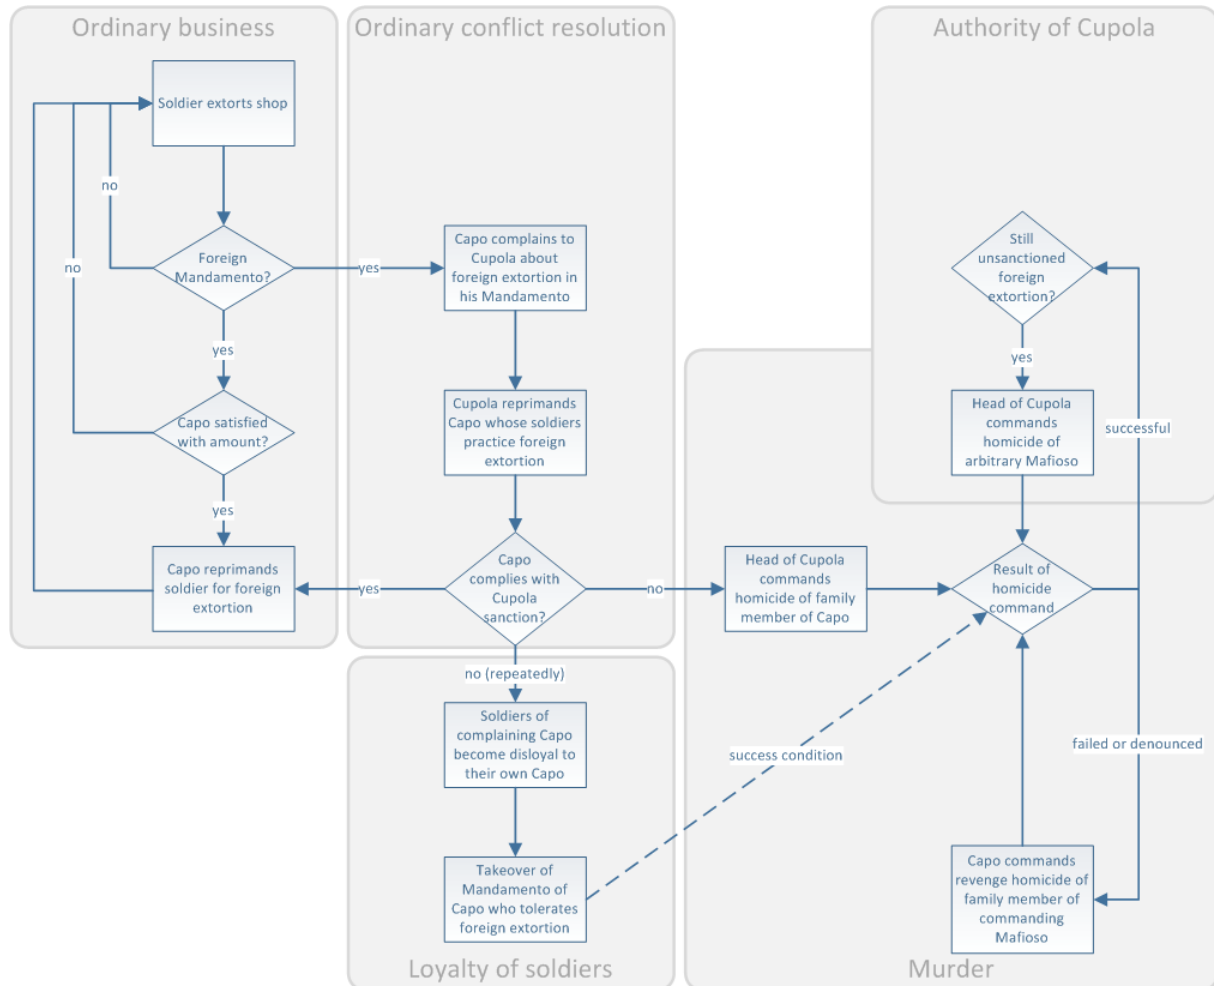 Ordinary business
Ordinary conflict resolution
Authority of Cupola
Soldier extorts shop
no
no
Foreign
Mandamento?
yes
yes
Capo satisfied
with amount?
yes
Capo reprimands
soldier for foreign
extortion
Capo complains to
Cupola about
foreign extortion in
his Mandamento
Cupola reprimands
Capo whose soldiers
practice foreign
extortion
Capo
complies with
Cupola
sanction?
yes
no
no (repeatedly)
Soldiers of
complaining Capo
become disloyal to
their own Capo
Takeover of
Mandamento of
Capo who tolerates
foreign extortion
Loyalty of soldiers
Head of Cupola
commands
homicide of family
member of Capo
success condition
Still
unsanctioned
foreign
extortion?
yes
Head of Cupola
commands
homicide of
arbitrary Mafioso
successful
Result of
homicide
command
failed or denounced
Capo commands
revenge homicide of
family member of
commanding
Mafioso
Murder